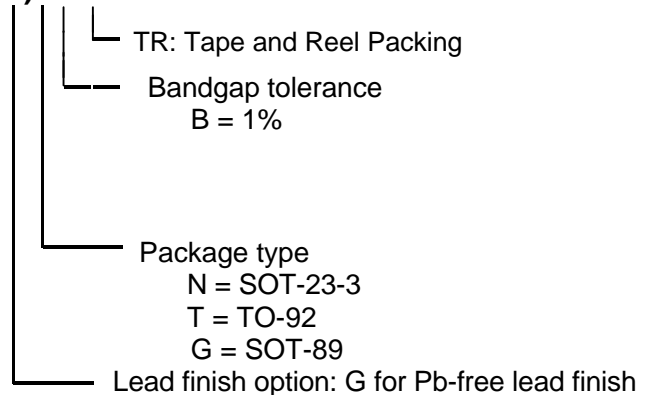 TR: Tape and Reel Packing
Bandgap tolerance
B = 1%
Package type
N = SOT-23-3
T = TO-92
G = SOT-89
Lead finish option: G for Pb-free lead finish